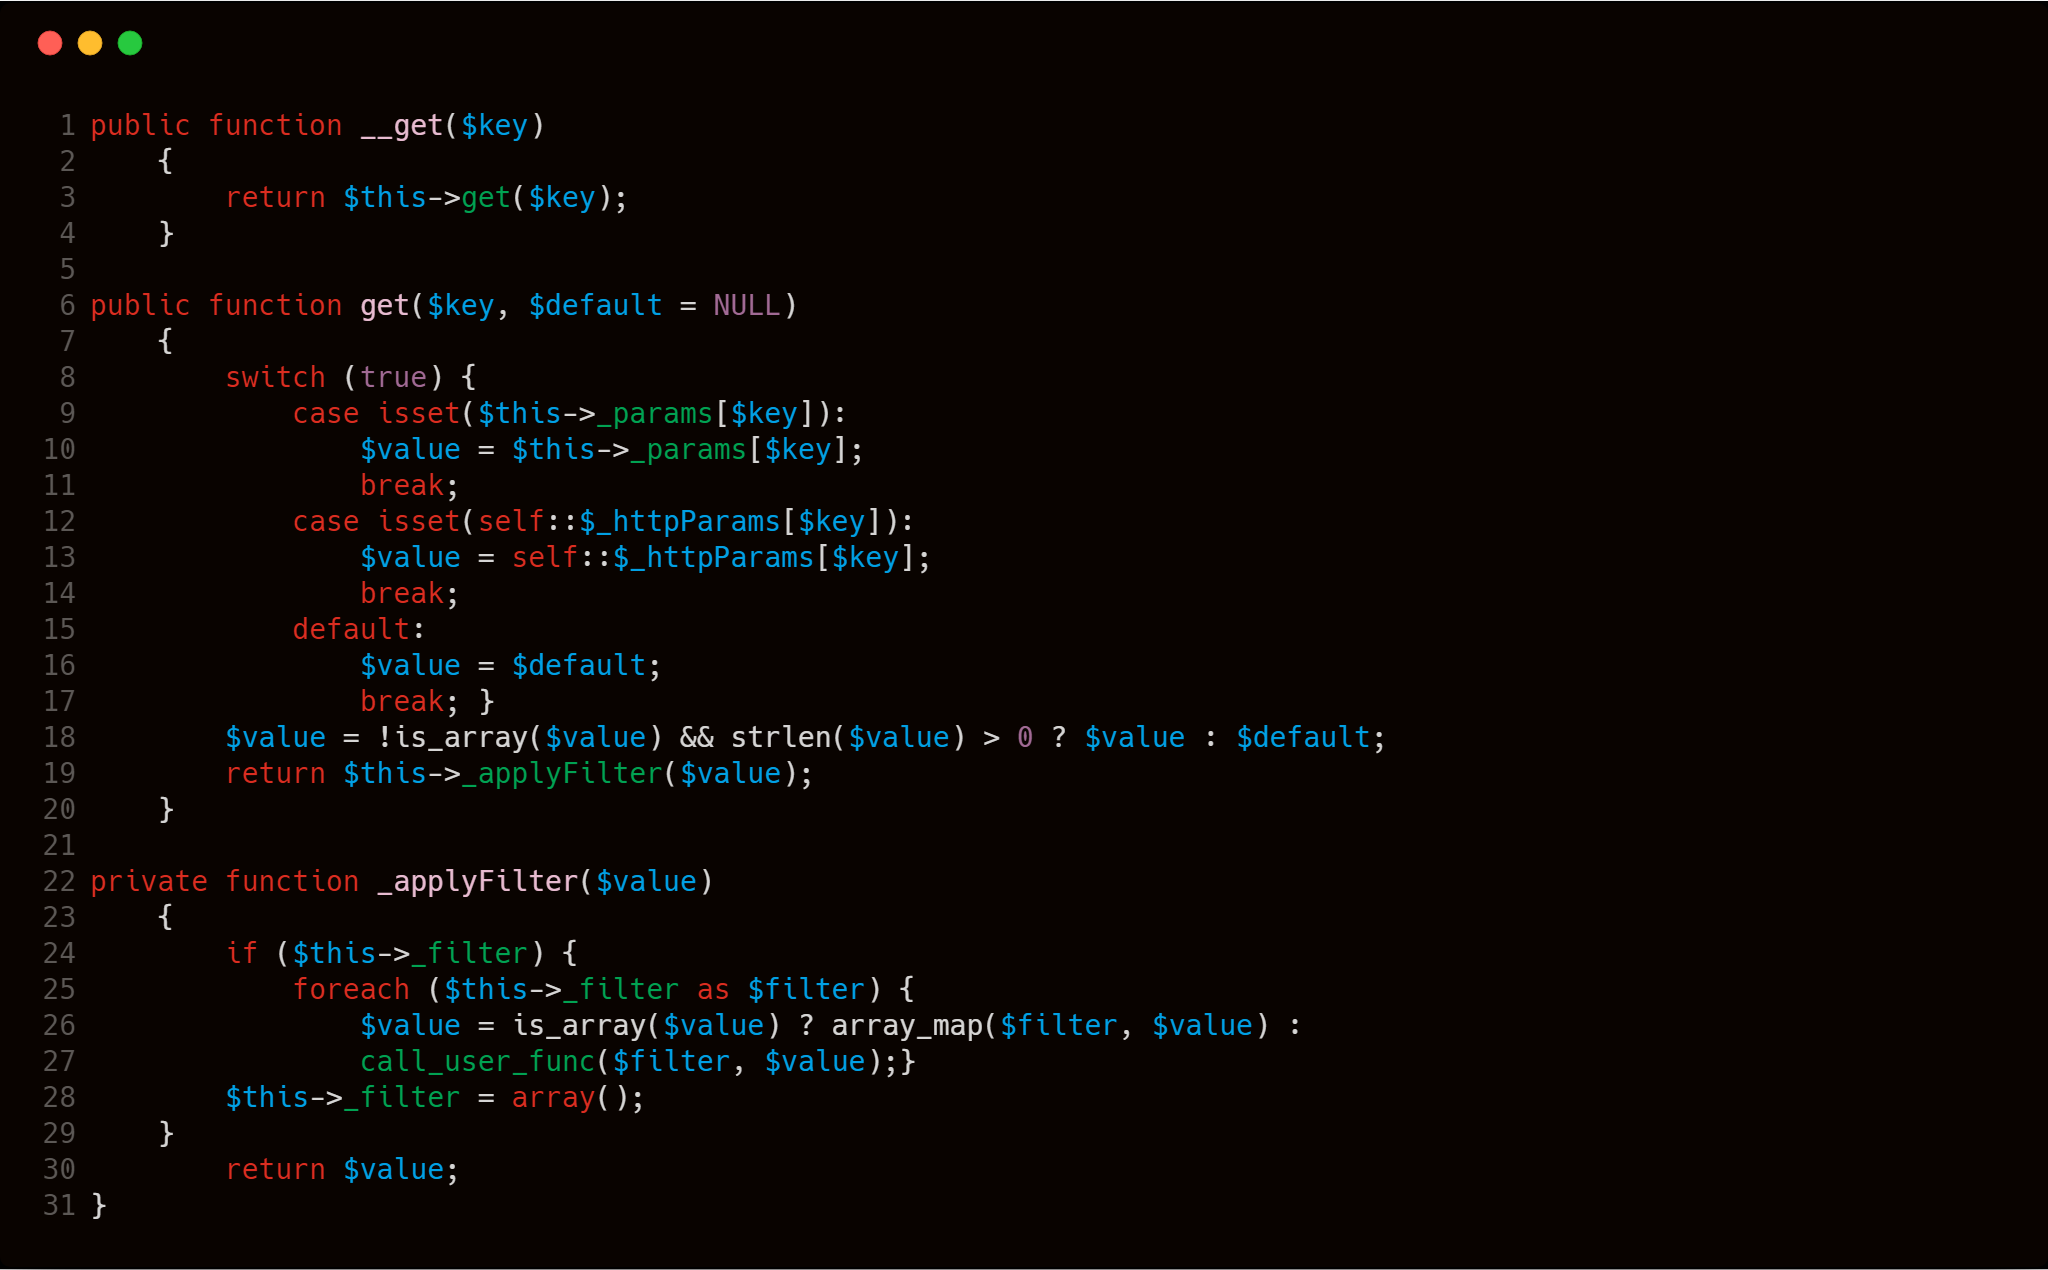 1 public function __get($key)
2     {
3         return $this->get($key);
4     }
5
6 public function get($key, $default = NULL)
7     {
8         switch (true) {
9             case isset($this->_params[$key]):
10                 $value = $this->_params[$key];
11                 break;
12             case isset(self::$_httpParams[$key]):
13                 $value = self::$_httpParams[$key];
14                 break;
15             default:
16                 $value = $default;
17                 break; }
18         $value = !is_array($value) && strlen($value) > 0 ? $value : $default;
19         return $this->_applyFilter($value);
20     }
21
22 private function _applyFilter($value)
23     {
24         if ($this->_filter) {
25             foreach ($this->_filter as $filter) {
26                 $value = is_array($value) ? array_map($filter, $value) :
27                 call_user_func($filter, $value);}
28         $this->_filter = array();
29     }
30         return $value;
31 }